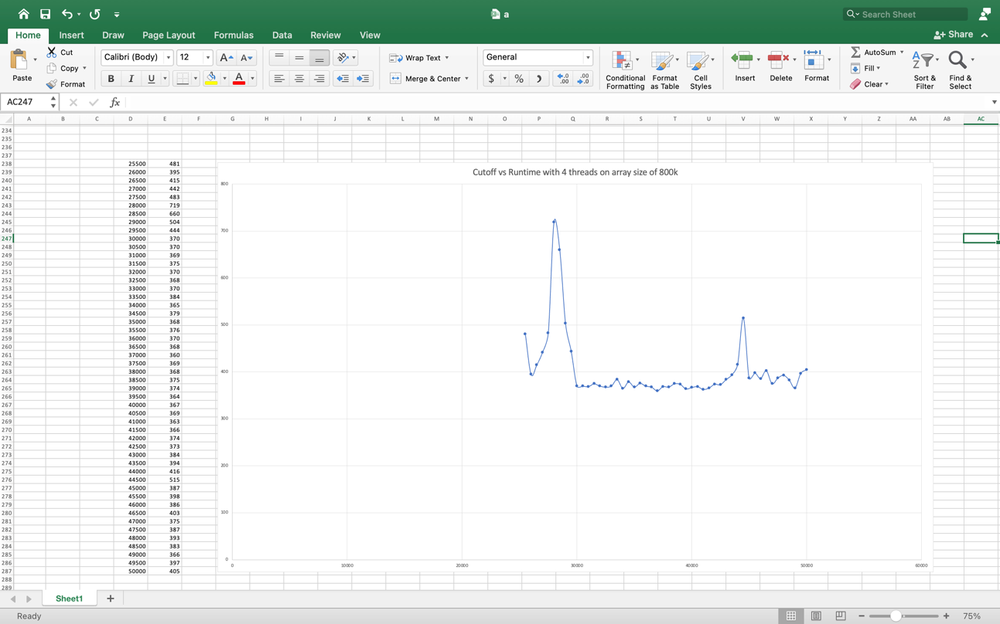 a
Search Sheet
Home Insert Draw Page Layout Formulas Data Review View Share
Paste Cut Copy Format
Calibri (Body) 12 A A
B I U A
Wrap Text
Merge & Center
General
$ % )
Conditional Formatting
Format as Table
Cell Styles
Insert Delete Format
AutoSum
Fill
Clear
Sort & Filter
Find & Select
AC247 fx
A B C D E F G H I J K L M N O P Q R S T U V W X Y Z AA AB AC
234
235
236
237
238 25500 481
239 26000 395
240 26500 415
241 27000 442
242 27500 483
243 28000 719
244 28500 660
245 29000 504
246 29500 444
247 30000 370
248 30500 370
249 31000 369
250 31500 375
251 32000 370
252 32500 368
253 33000 370
254 33500 384
255 34000 365
256 34500 379
257 35000 368
258 35500 376
259 36000 370
260 36500 368
261 37000 360
262 37500 369
263 38000 368
264 38500 375
265 39000 374
266 39500 364
267 40000 367
268 40500 369
269 41000 363
270 41500 366
271 42000 374
272 42500 373
273 43000 384
274 43500 394
275 44000 416
276 44500 515
277 45000 387
278 45500 398
279 46000 386
280 46500 403
281 47000 375
282 47500 387
283 48000 393
284 48500 383
285 49000 366
286 49500 397
287 50000 405
288
289
Cutoff vs Runtime with 4 threads on array size of 800k
800
700
600
500
400
300
200
100
0
0 10000 20000 30000 40000 50000 60000
Sheet1 +
Ready
75%